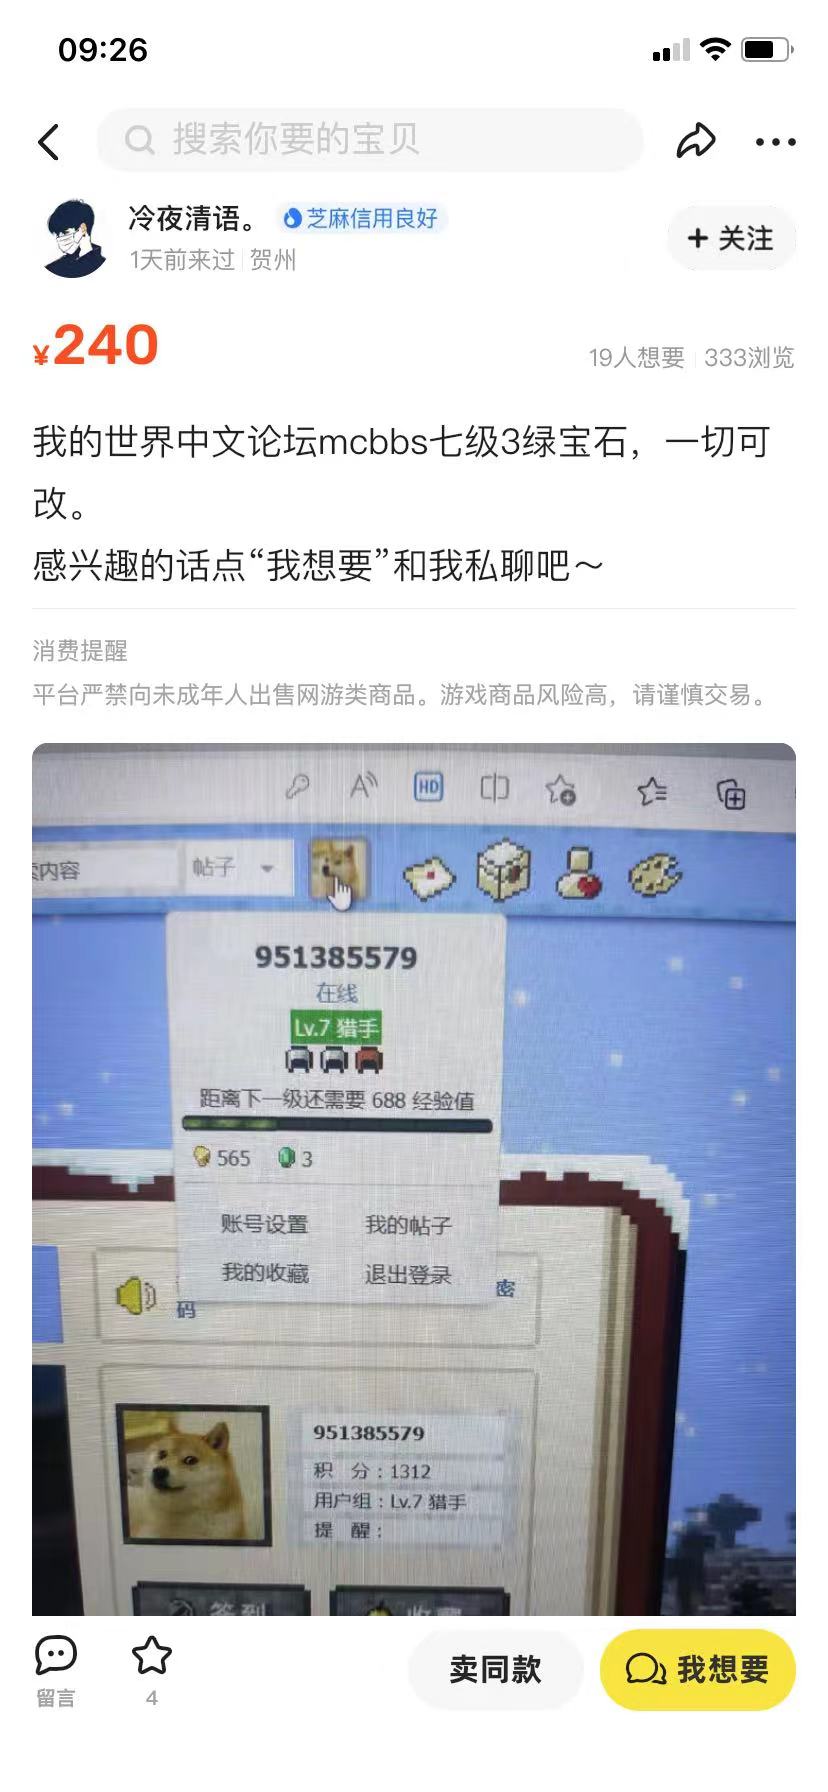 09:26
搜索你要的宝贝
冷夜清语。 芝麻信用良好
1天前来过 贺州
+ 关注
¥240
19人想要 333浏览
我的世界中文论坛mcbbs七级3绿宝石，一切可
改。
感兴趣的话点“我想要”和我私聊吧～
消费提醒
平台严禁向未成年人出售网游类商品。游戏商品风险高，请谨慎交易。
HD
内容 帖子
951385579
在线
Lv.7 猎手
距离下一级还需要 688 经验值
565 3
账号设置 我的帖子
我的收藏 退出登录
密
码
951385579
积 分：1312
用户组：Lv.7 猎手
提 醒：
签到 收藏
留言
4
卖同款
我想要